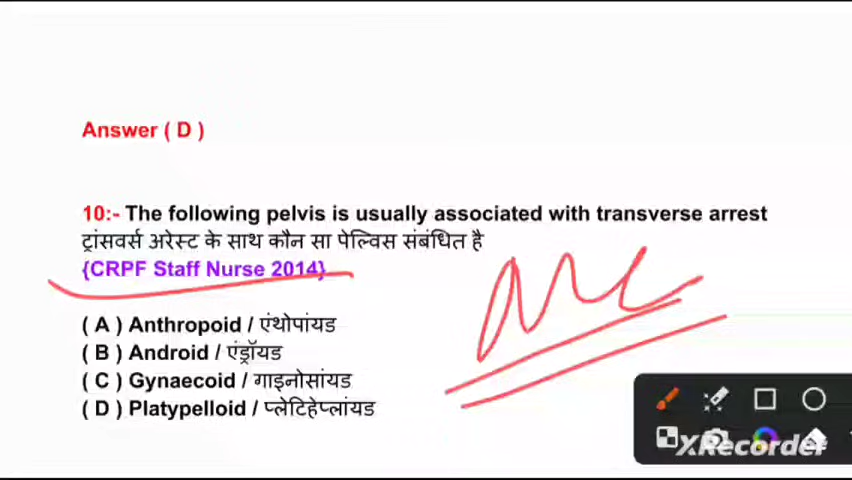 Answer ( D )
10:- The following pelvis is usually associated with transverse arrest
ट्रांसवर्स अरेस्ट के साथ कौन सा पेल्विस संबंधित है
{CRPF Staff Nurse 2014}
( A ) Anthropoid / एंथोपांयड
( B ) Android / एंड्रॉयड
( C ) Gynaecoid / गाइनोसांयड
( D ) Platypelloid / प्लेटिहेप्लांयड
XRecorder